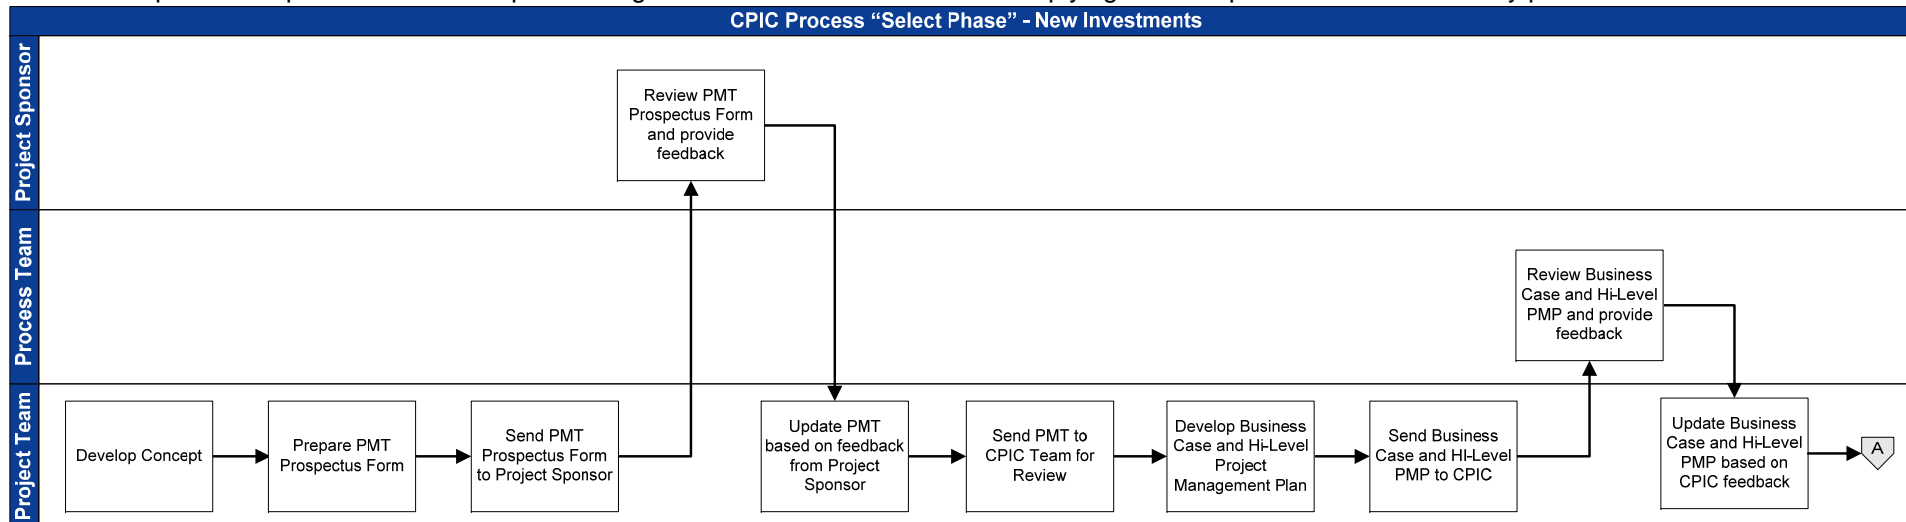 CPIC Process “Select Phase” - New Investments
Project Sponsor
Review PMT
Prospectus Form
and provide
feedback
Process Team
Review Business
Case and Hi-Level
PMP and provide
feedback
Project Team
Develop Concept
Prepare PMT
Prospectus Form
Send PMT
Prospectus Form
to Project Sponsor
Update PMT
based on feedback
from Project
Sponsor
Send PMT to
CPIC Team for
Review
Develop Business
Case and Hi-Level
Project
Management Plan
Send Business
Case and HI-Level
PMP to CPIC
Update Business
Case and Hi-Level
PMP based on
CPIC feedback
A